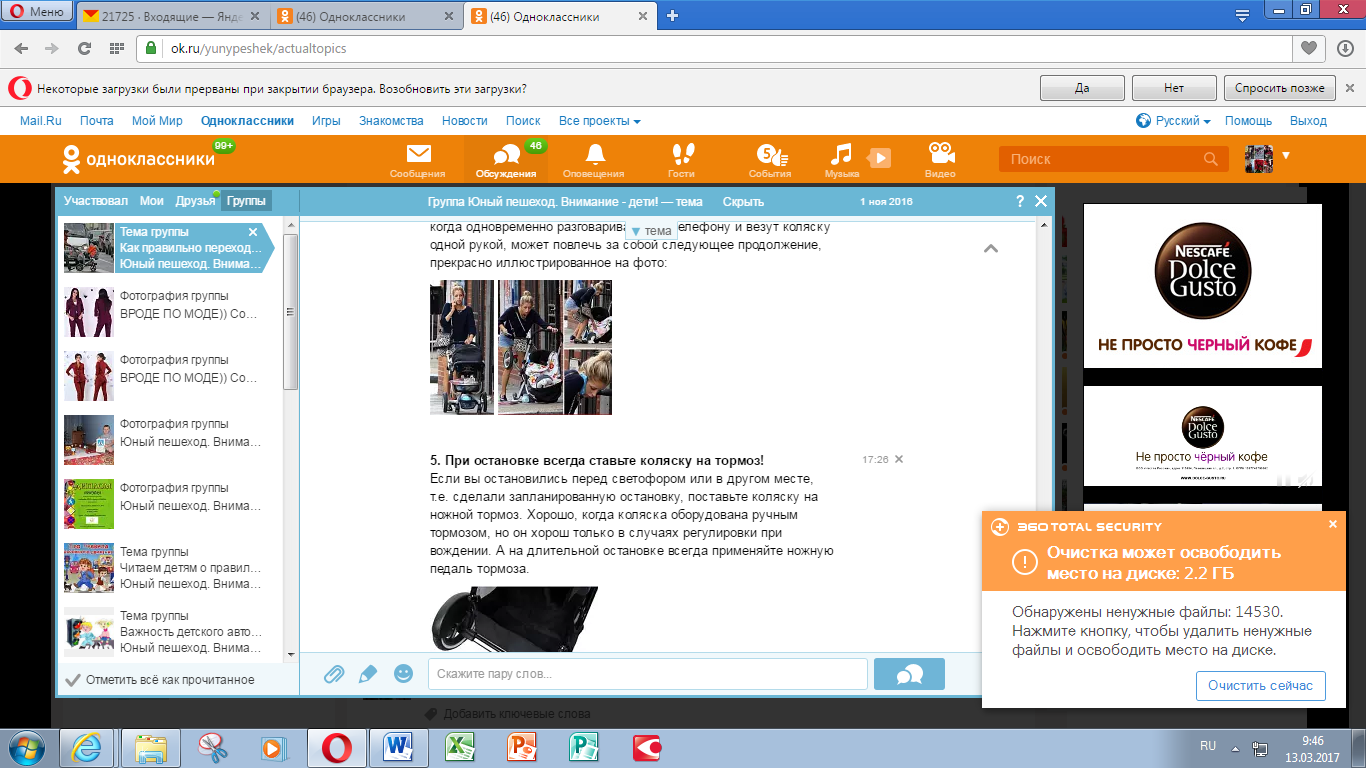 Меню
21725 · Входящие — Янде
(46) Одноклассники
(46) Одноклассники
ok.ru/yunypeshek/actualtopics
Некоторые загрузки были прерваны при закрытии браузера. Возобновить эти загрузки?
Да
Нет
Спросить позже
Mail.Ru Почта Мой Мир Одноклассники Игры Знакомства Новости Поиск Все проекты
Русский Помощь Выход
одноклассники
99+
Сообщения
46
Обсуждения
Оповещения
Гости
5
События
Музыка
Видео
Поиск
Участвовал Мои Друзья Группы
Группа Юный пешеход. Внимание - дети! — тема
Скрыть
1 ноя 2016
?
Тема группы
Как правильно переход...
Юный пешеход. Внима...
Фотография группы
ВРОДЕ ПО МОДЕ)) Со...
Фотография группы
ВРОДЕ ПО МОДЕ)) Со...
Фотография группы
Юный пешеход. Внима...
Фотография группы
Юный пешеход. Внима...
Тема группы
Читаем детям о правил...
Юный пешеход. Внима...
Тема группы
Важность детского авто...
Юный пешеход. Внима...
Отметить всё как прочитанное
когда одновременно разговарива елефону и везут коляску
тема
одной рукой, может повлечь за собой следующее продолжение,
прекрасно иллюстрированное на фото:
5. При остановке всегда ставьте коляску на тормоз!
17:26
Если вы остановились перед светофором или в другом месте,
т.е. сделали запланированную остановку, поставьте коляску на
ножной тормоз. Хорошо, когда коляска оборудована ручным
тормозом, но он хорош только в случаях регулировки при
вождении. А на длительной остановке всегда применяйте ножную
педаль тормоза.
Скажите пару слов...
Добавить ключевые слова
NESCAFÉ
Dolce
Gusto
НЕ ПРОСТО ЧЕРНЫЙ КОФЕ
NESCAFÉ
Dolce
Gusto
Не просто чёрный кофе
360 TOTAL SECURITY
Очистка может освободить
место на диске: 2.2 ГБ
Обнаружены ненужные файлы: 14530.
Нажмите кнопку, чтобы удалить ненужные
файлы и освободить место на диске.
Очистить сейчас
RU
9:46
13.03.2017